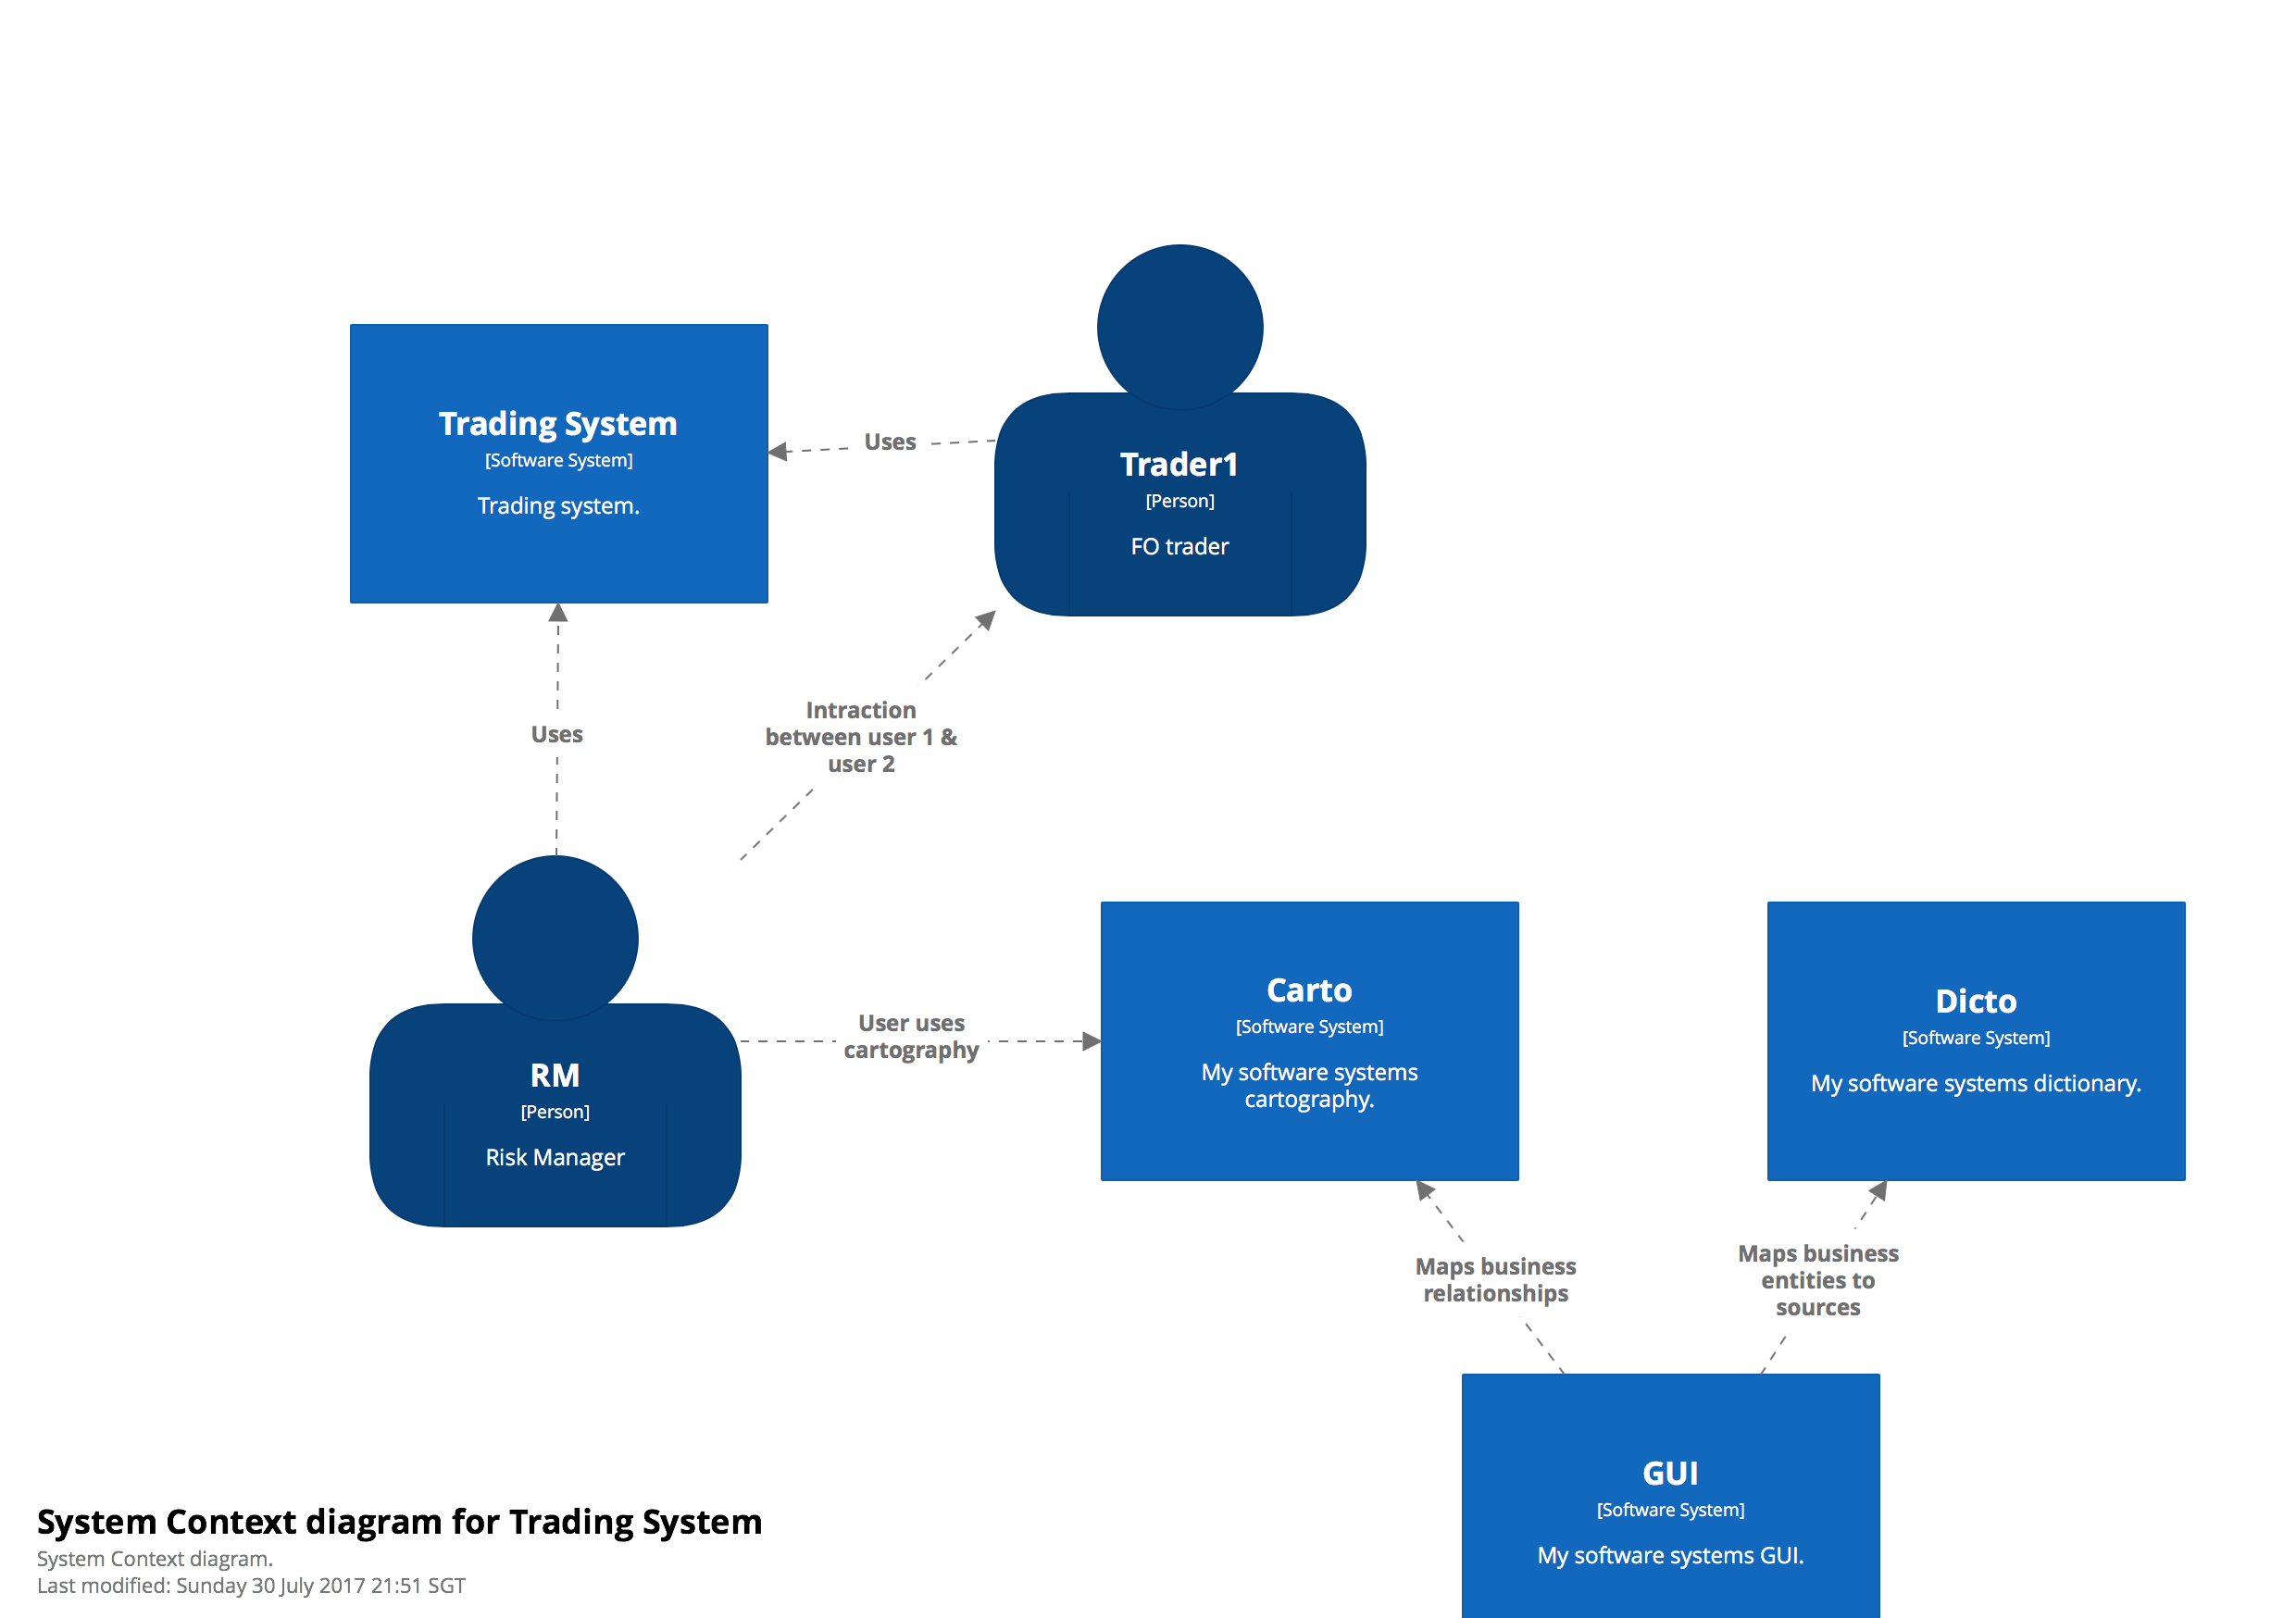 Trading System
[Software System]
Trading system.
Uses
Trader1
[Person]
FO trader
Uses
Intraction
between user 1 &
user 2
RM
[Person]
Risk Manager
User uses
cartography
Carto
[Software System]
My software systems
cartography.
Dicto
[Software System]
My software systems dictionary.
Maps business
relationships
Maps business
entities to
sources
GUI
[Software System]
My software systems GUI.
System Context diagram for Trading System
System Context diagram.
Last modified: Sunday 30 July 2017 21:51 SGT